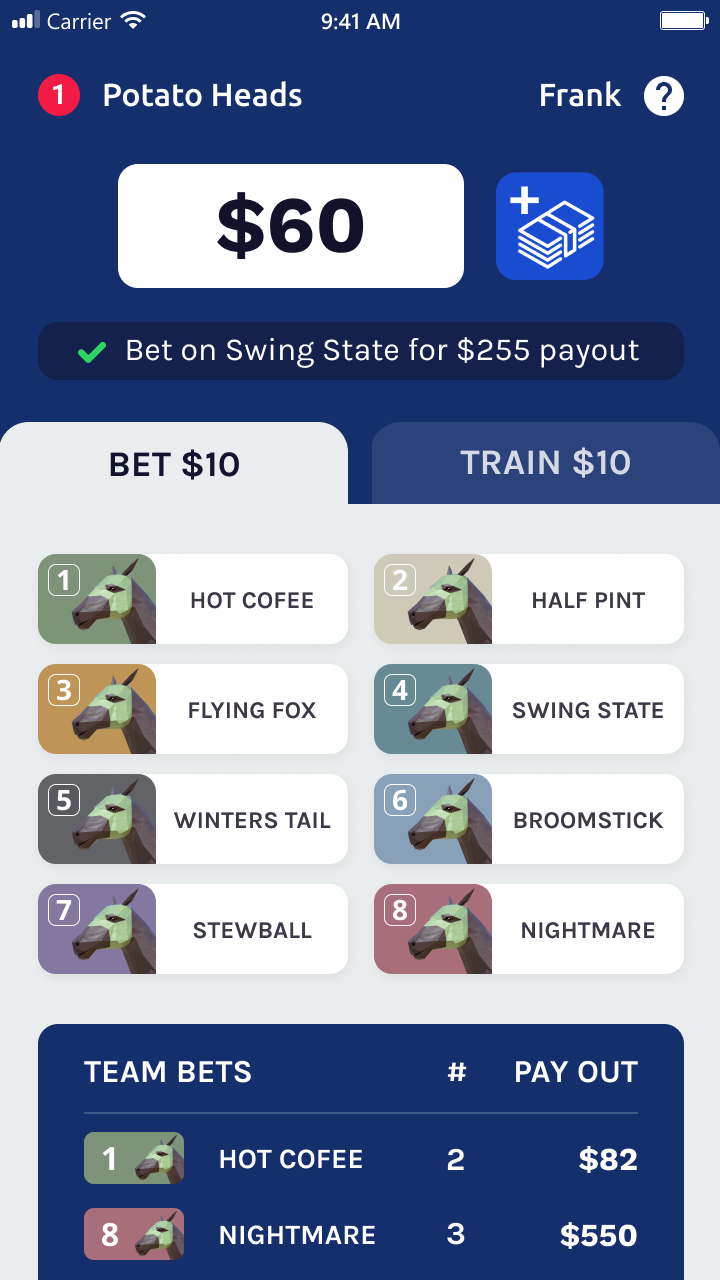 Carrier 9:41 AM
1 Potato Heads Frank ?
$60 +
Bet on Swing State for $255 payout
BET $10 TRAIN $10
1 HOT COFEE 2 HALF PINT
3 FLYING FOX 4 SWING STATE
5 WINTERS TAIL 6 BROOMSTICK
7 STEWBALL 8 NIGHTMARE
TEAM BETS # PAY OUT
1 HOT COFEE 2 $82
8 NIGHTMARE 3 $550